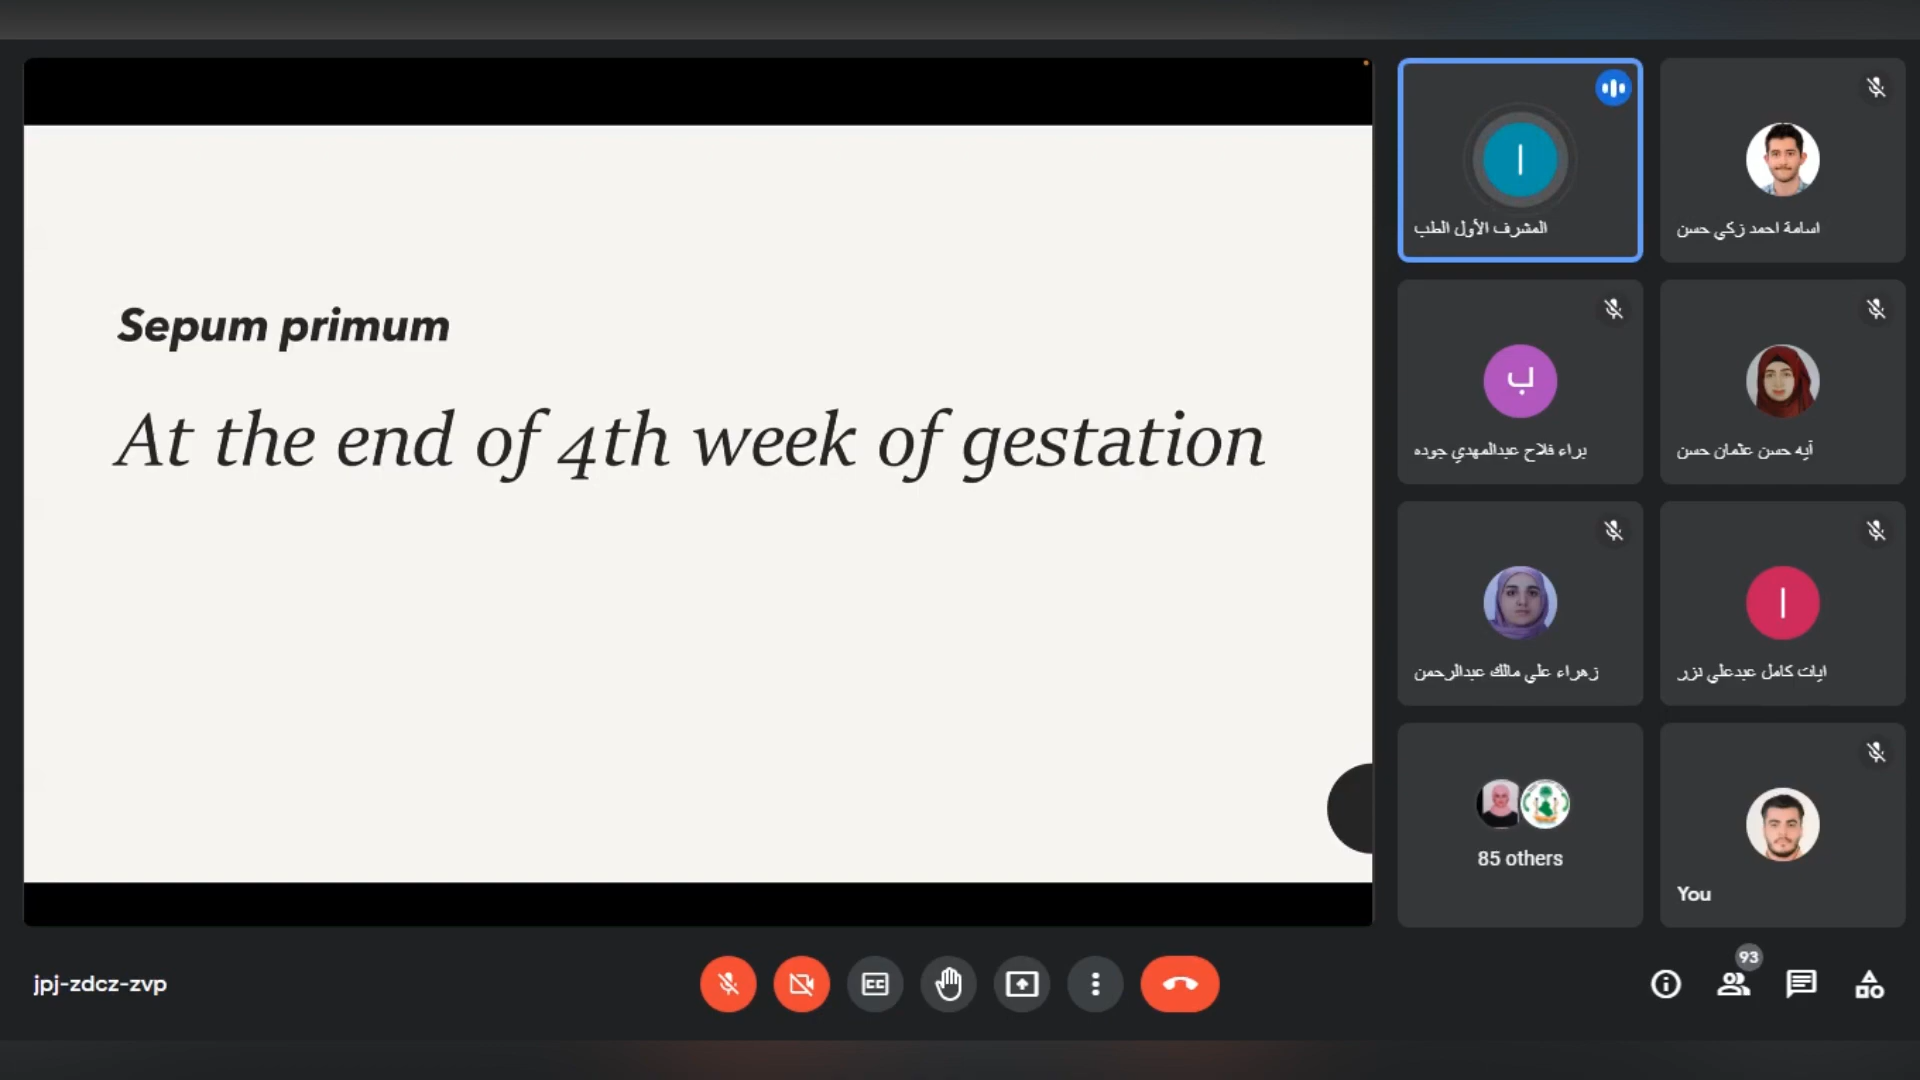 Sepum primum
At the end of 4th week of gestation
ا
المشرف الأول الطب
اسامة احمد زكي حسن
ب
براء فلاح عبدالمهدي جوده
آيه حسن عثمان حسن
زهراء علي مالك عبدالرحمن
ا
ايات كامل عبدعلي نزر
85 others
You
jpj-zdcz-zvp
CC
93